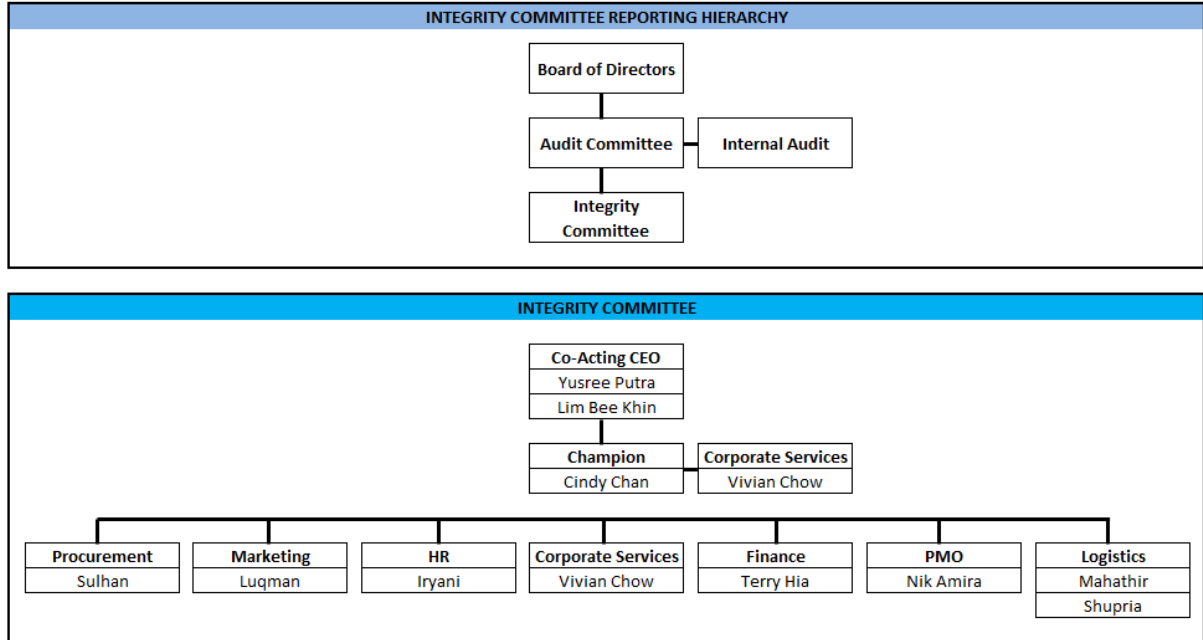 INTEGRITY COMMITTEE REPORTING HIERARCHY
Board of Directors
Audit Committee
Internal Audit
Integrity
Committee
INTEGRITY COMMITTEE
Co-Acting CEO
Yusree Putra
Lim Bee Khin
Champion
Cindy Chan
Corporate Services
Vivian Chow
Procurement
Sulhan
Marketing
Luqman
HR
Iryani
Corporate Services
Vivian Chow
Finance
Terry Hia
PMO
Nik Amira
Logistics
Mahathir
Shupria